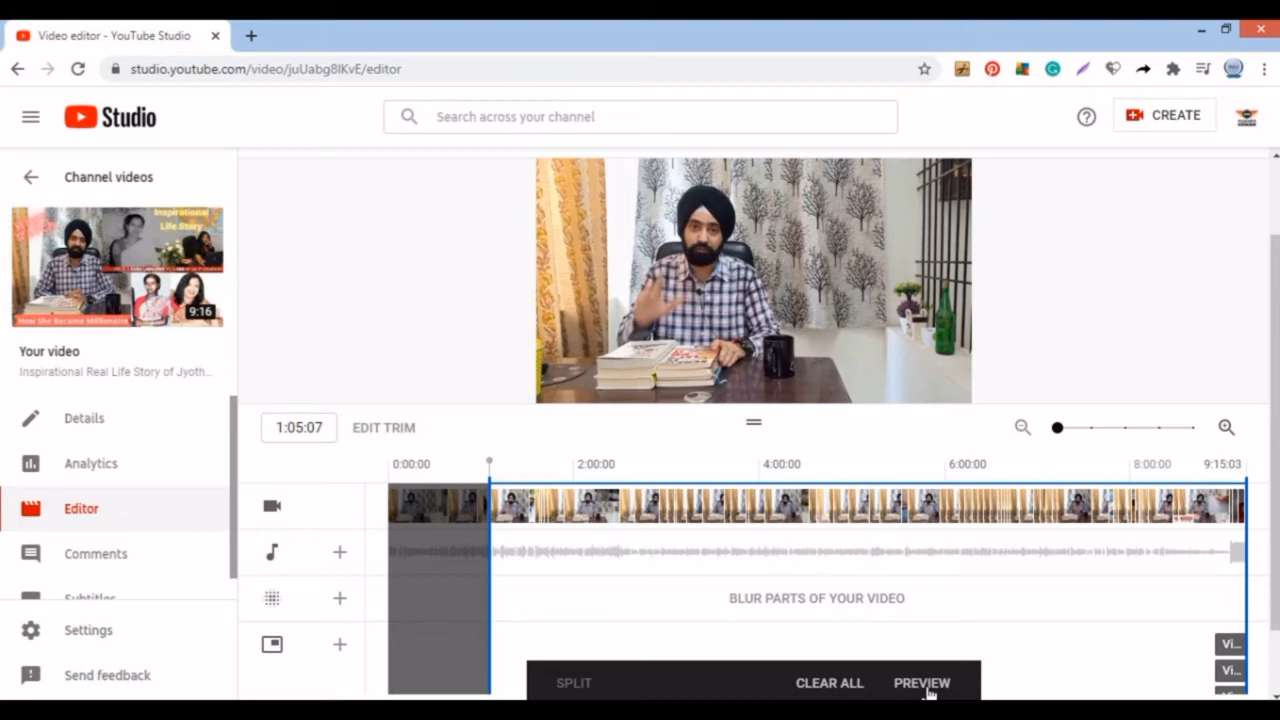 Video editor - YouTube Studio
studio.youtube.com/video/juUabg8lKvE/editor
Studio
Search across your channel
CREATE
Channel videos
Inspirational
Life Story
How She Became Millionaire
9:16
Your video
Inspirational Real Life Story of Jyoth...
Details
Analytics
Editor
Comments
Subtitles
Settings
Send feedback
1:05:07
EDIT TRIM
0:00:00
2:00:00
4:00:00
6:00:00
8:00:00
9:15:03
BLUR PARTS OF YOUR VIDEO
Vi...
Vi...
SPLIT
CLEAR ALL
PREVIEW